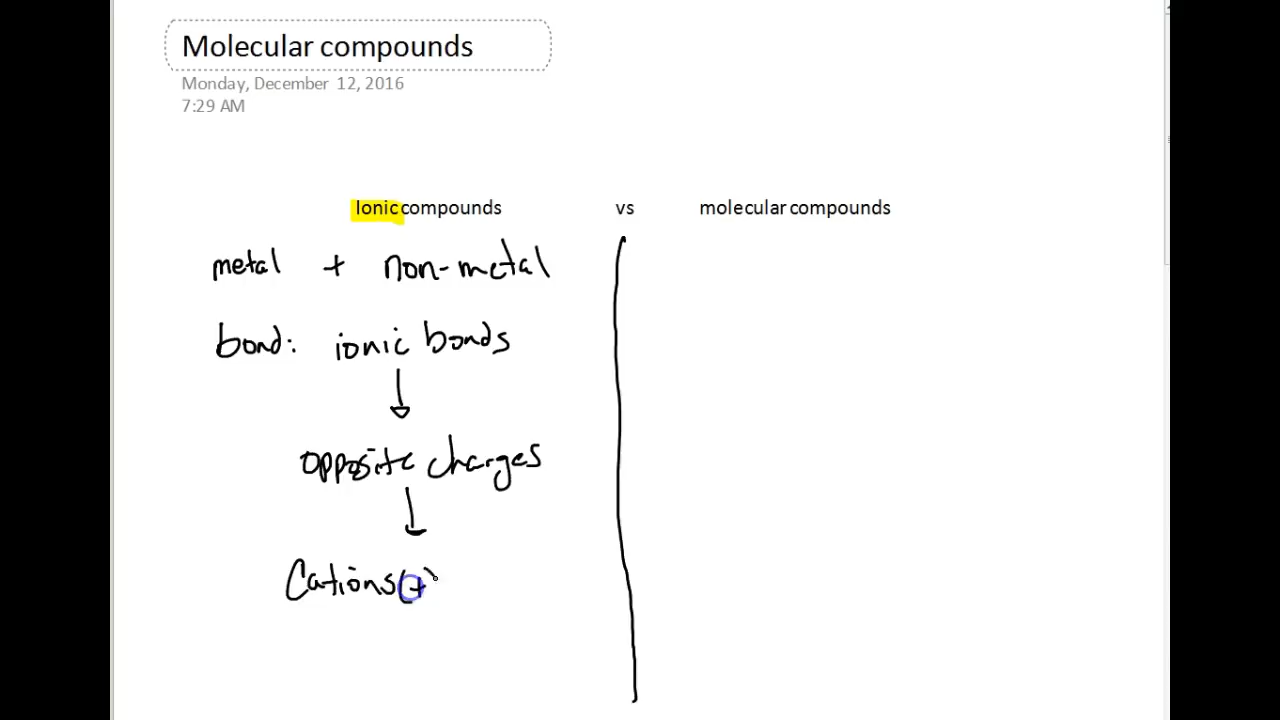 Molecular compounds
Monday, December 12, 2016
7:29 AM
Ionic compounds vs molecular compounds
metal + non-metal
bond: ionic bonds
opposite charges
Cations(+)